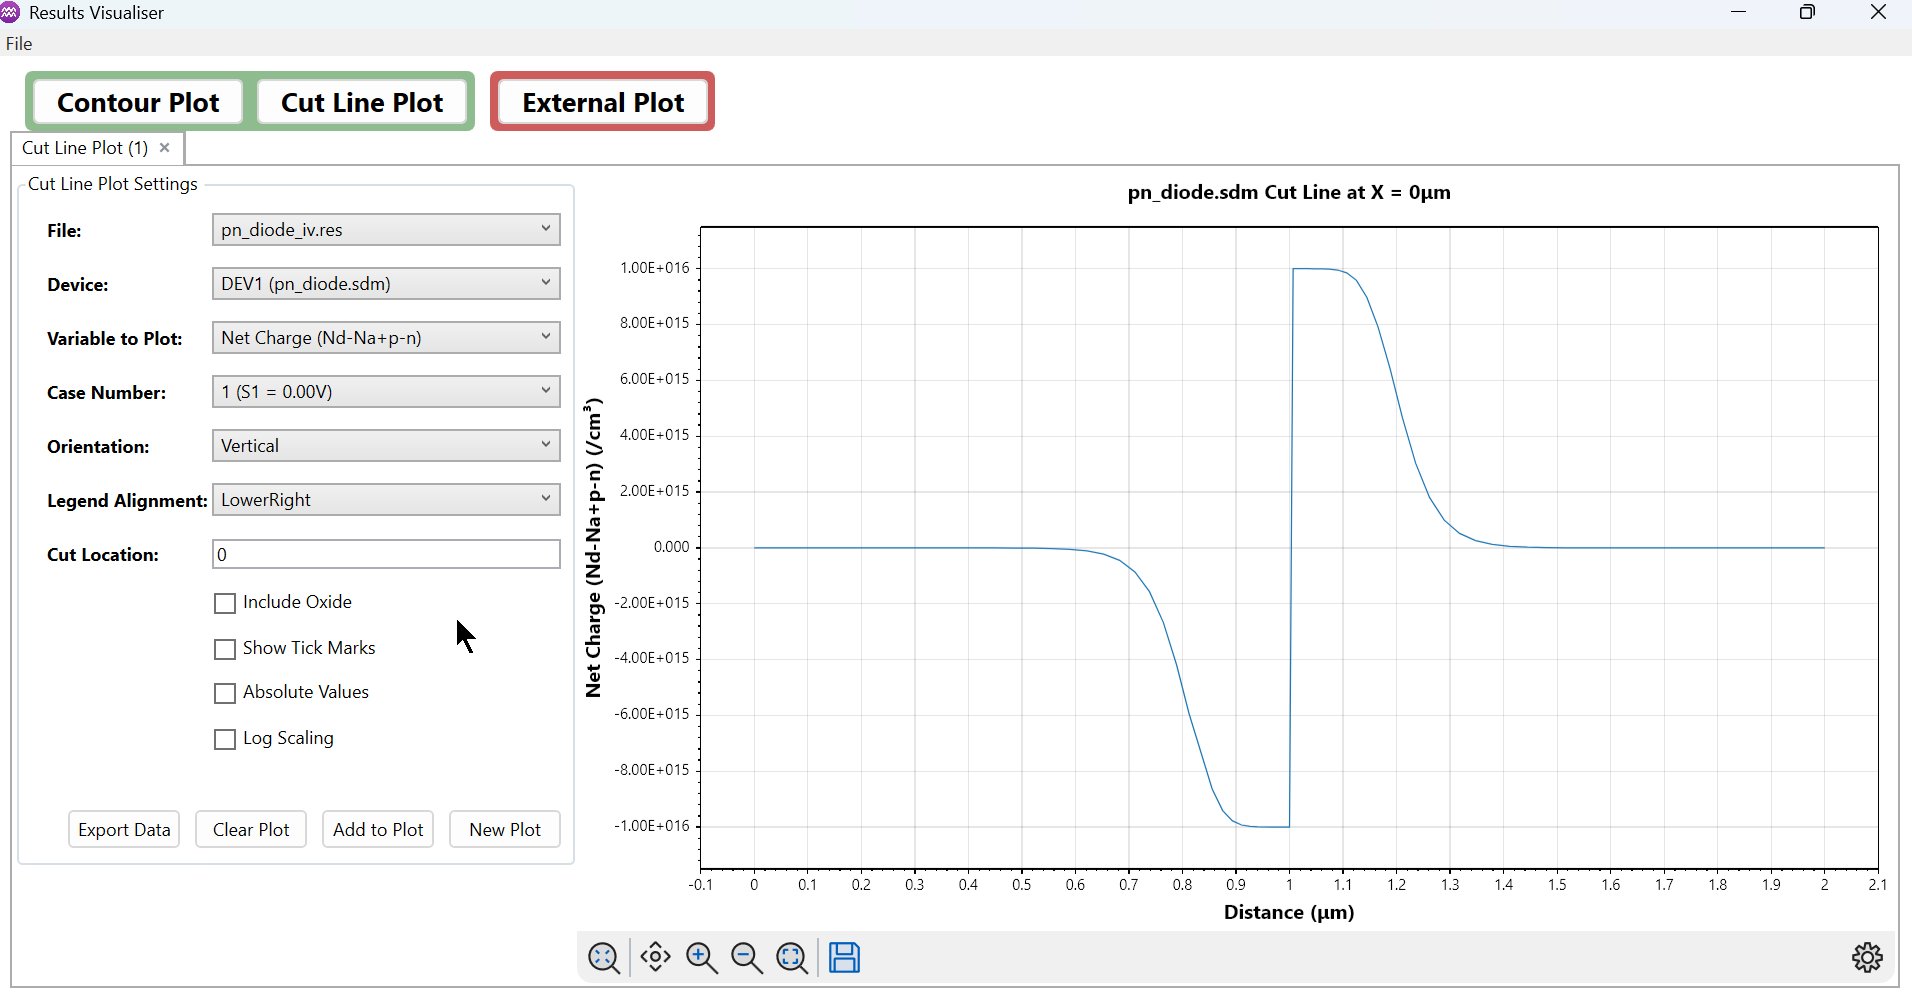 Results Visualiser
File
Contour Plot
Cut Line Plot
External Plot
Cut Line Plot (1)
Cut Line Plot Settings
File:
pn_diode_iv.res
Device:
DEV1 (pn_diode.sdm)
Variable to Plot:
Net Charge (Nd-Na+p-n)
Case Number:
1 (S1 = 0.00V)
Orientation:
Vertical
Legend Alignment:
LowerRight
Cut Location:
0
Include Oxide
Show Tick Marks
Absolute Values
Log Scaling
Export Data
Clear Plot
Add to Plot
New Plot
pn_diode.sdm Cut Line at X = 0µm
Net Charge (Nd-Na+p-n) (/cm³)
1.00E+016
8.00E+015
6.00E+015
4.00E+015
2.00E+015
0.000
-2.00E+015
-4.00E+015
-6.00E+015
-8.00E+015
-1.00E+016
-0.1 0 0.1 0.2 0.3 0.4 0.5 0.6 0.7 0.8 0.9 1 1.1 1.2 1.3 1.4 1.5 1.6 1.7 1.8 1.9 2 2.1
Distance (µm)